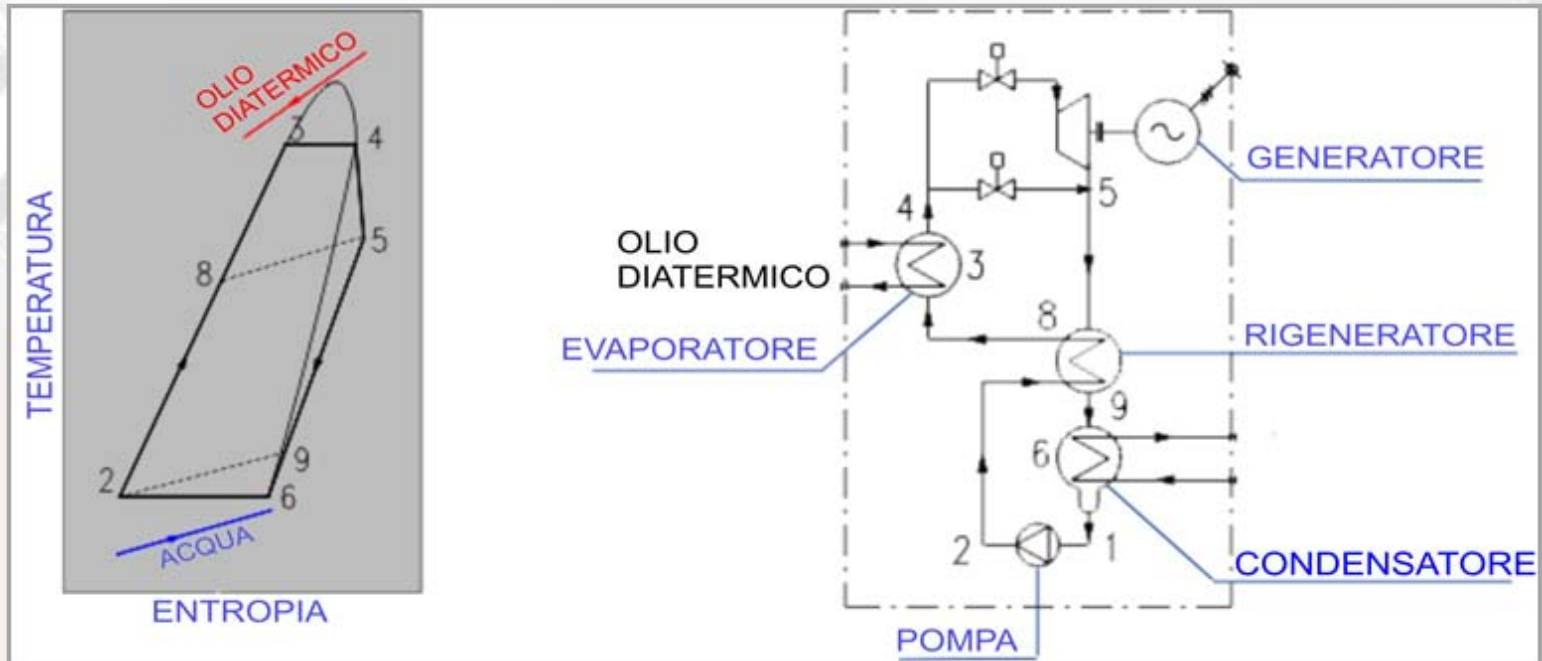 OLIO
DIATERMICO
3
4
5
8
9
2
6
ACQUA
TEMPERATURA
ENTROPIA
GENERATORE
4
5
OLIO
DIATERMICO
3
8
EVAPORATORE
RIGENERATORE
9
6
2
1
CONDENSATORE
POMPA